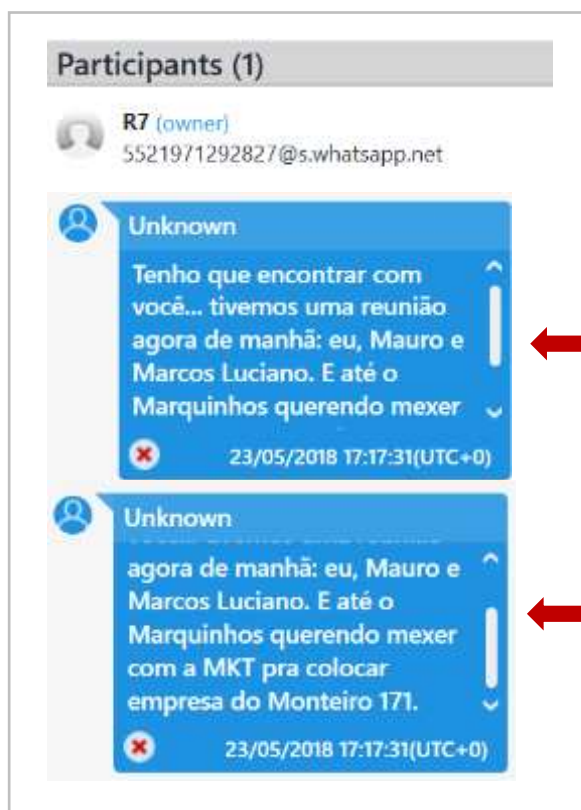 Participants (1)
R7 (owner)
5521971292827@s.whatsapp.net
Unknown
Tenho que encontrar com
você... tivemos uma reunião
agora de manhã: eu, Mauro e
Marcos Luciano. E até o
Marquinhos querendo mexer
23/05/2018 17:17:31(UTC+0)
Unknown
agora de manhã: eu, Mauro e
Marcos Luciano. E até o
Marquinhos querendo mexer
com a MKT pra colocar
empresa do Monteiro 171.
23/05/2018 17:17:31(UTC+0)